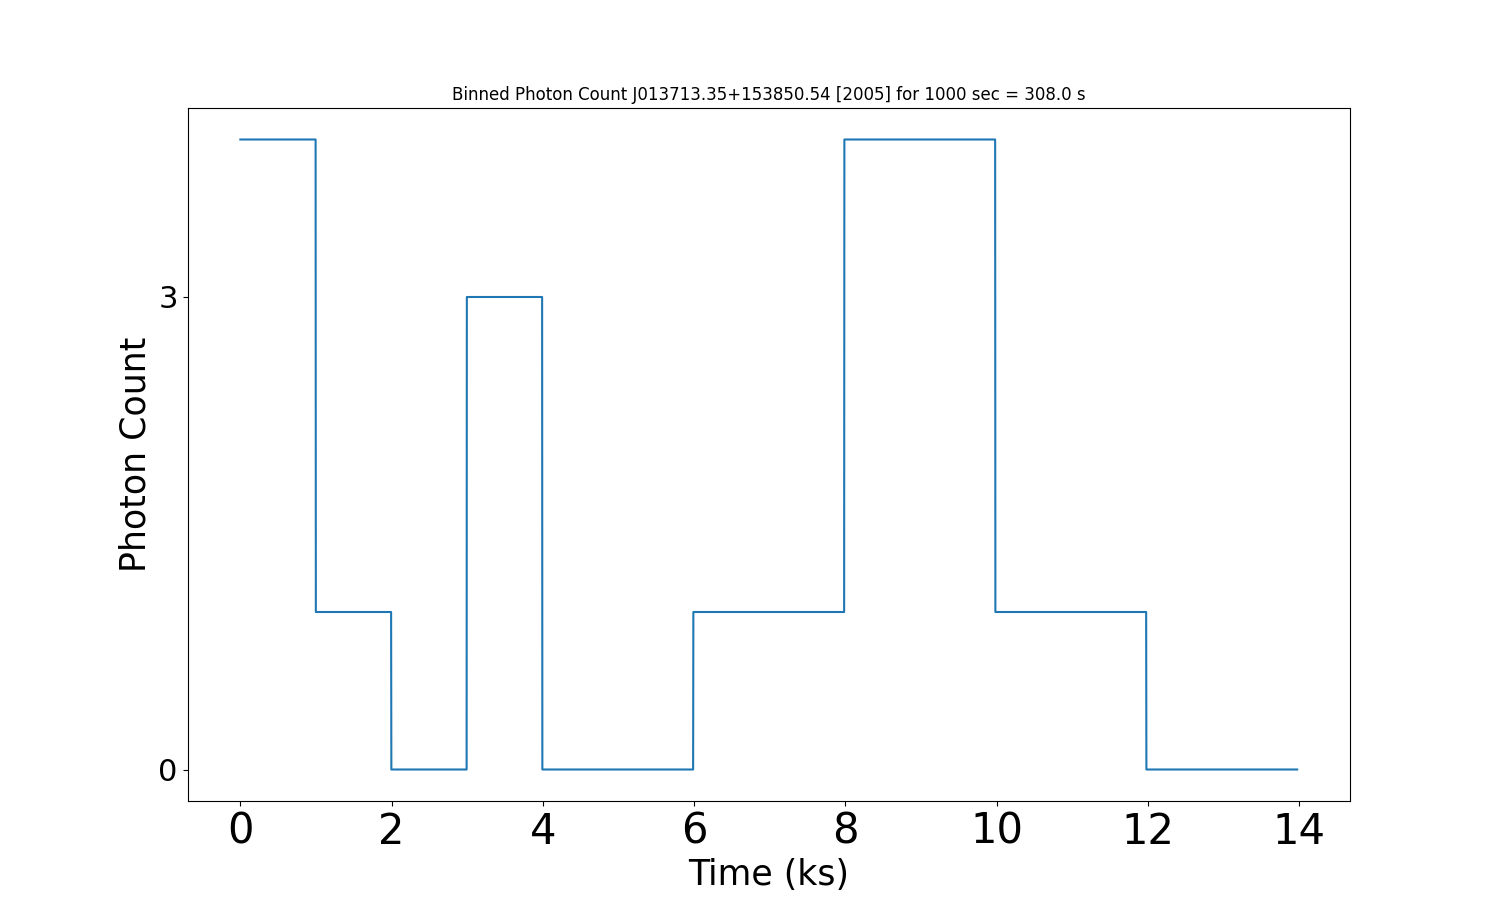 Binned Photon Count J013713.35+153850.54 [2005] for 1000 sec = 308.0 s
3
0
Photon Count
0 2 4 6 8 10 12 14
Time (ks)